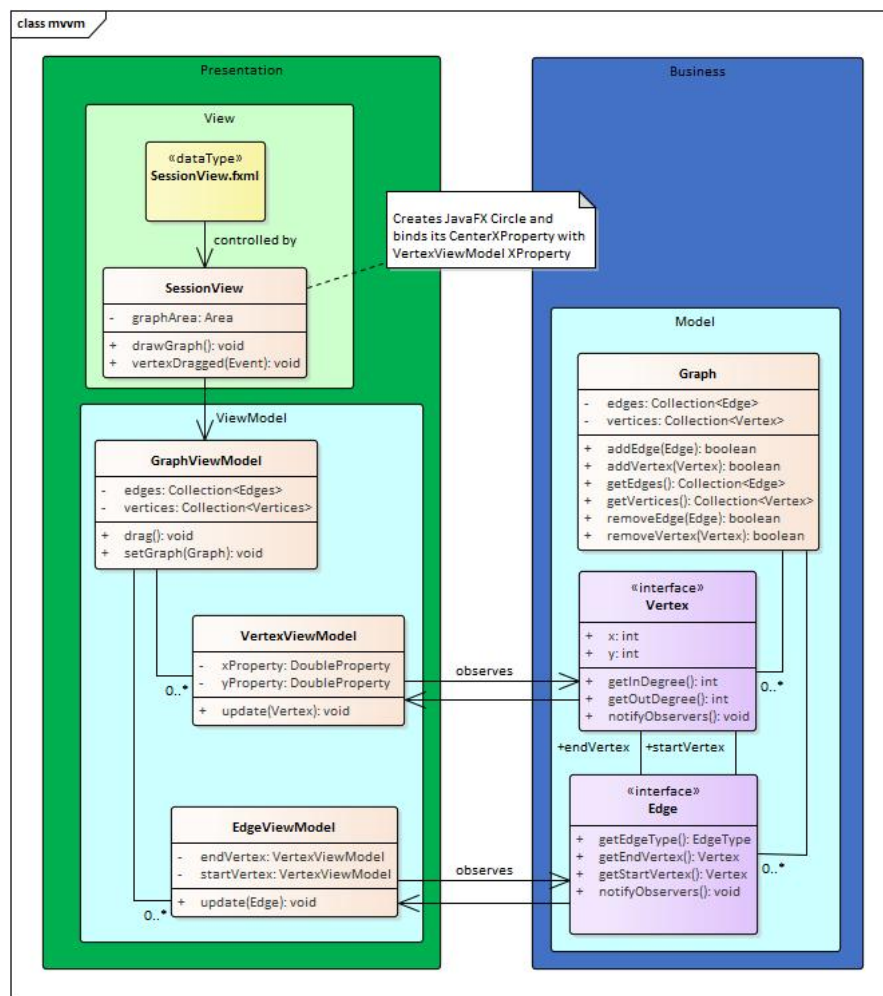 class mvvm
Presentation
View
«dataType»
SessionView.fxml
controlled by
SessionView
- graphArea: Area
+ drawGraph(): void
+ vertexDragged(Event): void
Creates JavaFX Circle and
binds its CenterXProperty with
VertexViewModel XProperty
ViewModel
GraphViewModel
- edges: Collection<Edges>
- vertices: Collection<Vertices>
+ drag(): void
+ setGraph(Graph): void
VertexViewModel
- xProperty: DoubleProperty
- yProperty: DoubleProperty
+ update(Vertex): void
0..*
EdgeViewModel
- endVertex: VertexViewModel
- startVertex: VertexViewModel
+ update(Edge): void
0..*
observes
observes
Business
Model
Graph
- edges: Collection<Edge>
- vertices: Collection<Vertex>
+ addEdge(Edge): boolean
+ addVertex(Vertex): boolean
+ getEdges(): Collection<Edge>
+ getVertices(): Collection<Vertex>
+ removeEdge(Edge): boolean
+ removeVertex(Vertex): boolean
«interface»
Vertex
+ x: int
+ y: int
+ getInDegree(): int
+ getOutDegree(): int
+ notifyObservers(): void
0..*
+endVertex
+startVertex
«interface»
Edge
+ getEdgeType(): EdgeType
+ getEndVertex(): Vertex
+ getStartVertex(): Vertex
+ notifyObservers(): void
0..*